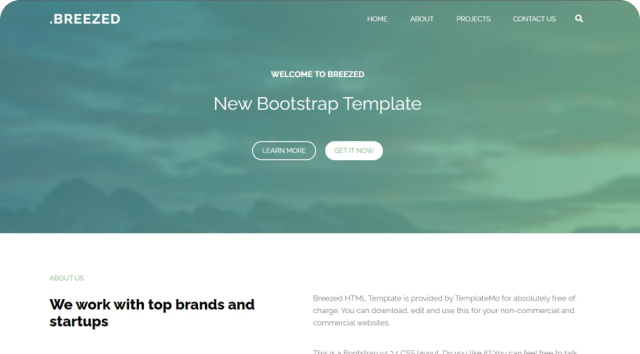 .BREEZED
HOME ABOUT PROJECTS CONTACT US
WELCOME TO BREEZED
New Bootstrap Template
LEARN MORE GET IT NOW
ABOUT US
We work with top brands and
startups
Breezed HTML Template is provided by TemplateMo for absolutely free of
charge. You can download, edit and use this for your non-commercial and
commercial websites.
This is a Bootstrap v4.3.1 CSS layout. Do you like it? You can feel free to talk